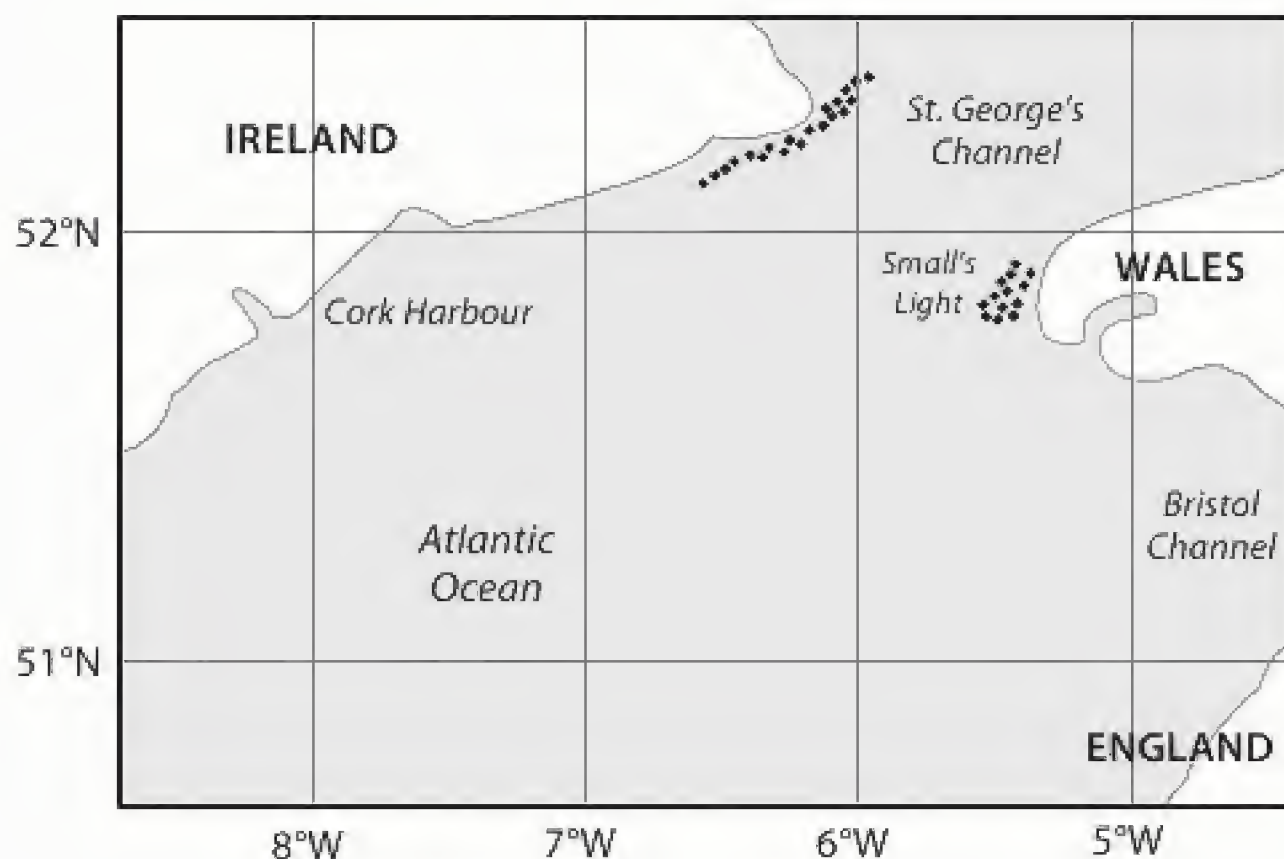 IRELAND
St. George's
Channel
52°N
Small's
Light
WALES
Cork Harbour
Atlantic
Ocean
Bristol
Channel
51°N
ENGLAND
8°W
7°W
6°W
5°W